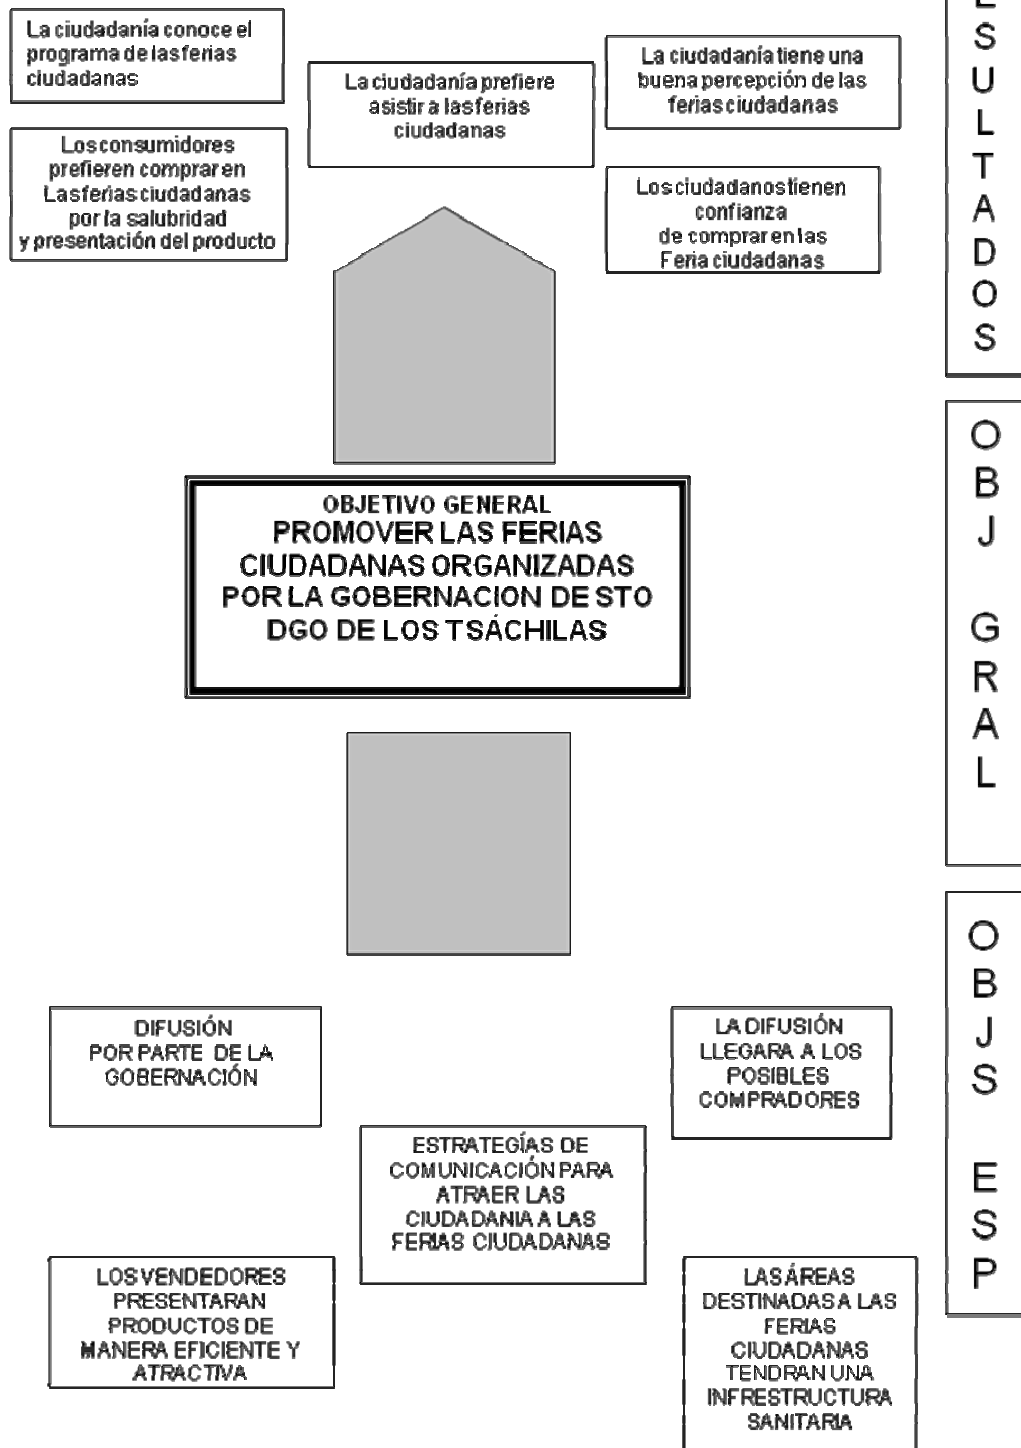 La ciudadanía conoce el
programa de las ferias
ciudadanas
La ciudadanía prefiere
asistir a las ferias
ciudadanas
La ciudadanía tiene una
buena percepción de las
ferias ciudadanas
Los consumidores
prefieren comprar en
Las ferias ciudadanas
por la salubridad
y presentación del producto
Los ciudadanos tienen
confianza
de comprar en las
Feria ciudadanas
E
S
U
L
T
A
D
O
S
OBJETIVO GENERAL
PROMOVER LAS FERIAS
CIUDADANAS ORGANIZADAS
POR LA GOBERNACION DE STO
DGO DE LOS TSÁCHILAS
O
B
J
G
R
A
L
DIFUSIÓN
POR PARTE DE LA
GOBERNACIÓN
LA DIFUSIÓN
LLEGARA A LOS
POSIBLES
COMPRADORES
ESTRATEGÍAS DE
COMUNICACIÓN PARA
ATRAER LAS
CIUDADANIA A LAS
FERIAS CIUDADANAS
LOS VENDEDORES
PRESENTARAN
PRODUCTOS DE
MANERA EFICIENTE Y
ATRACTIVA
LAS ÁREAS
DESTINADAS A LAS
FERIAS
CIUDADANAS
TENDRAN UNA
INFRESTRUCTURA
SANITARIA
O
B
J
S
E
S
P